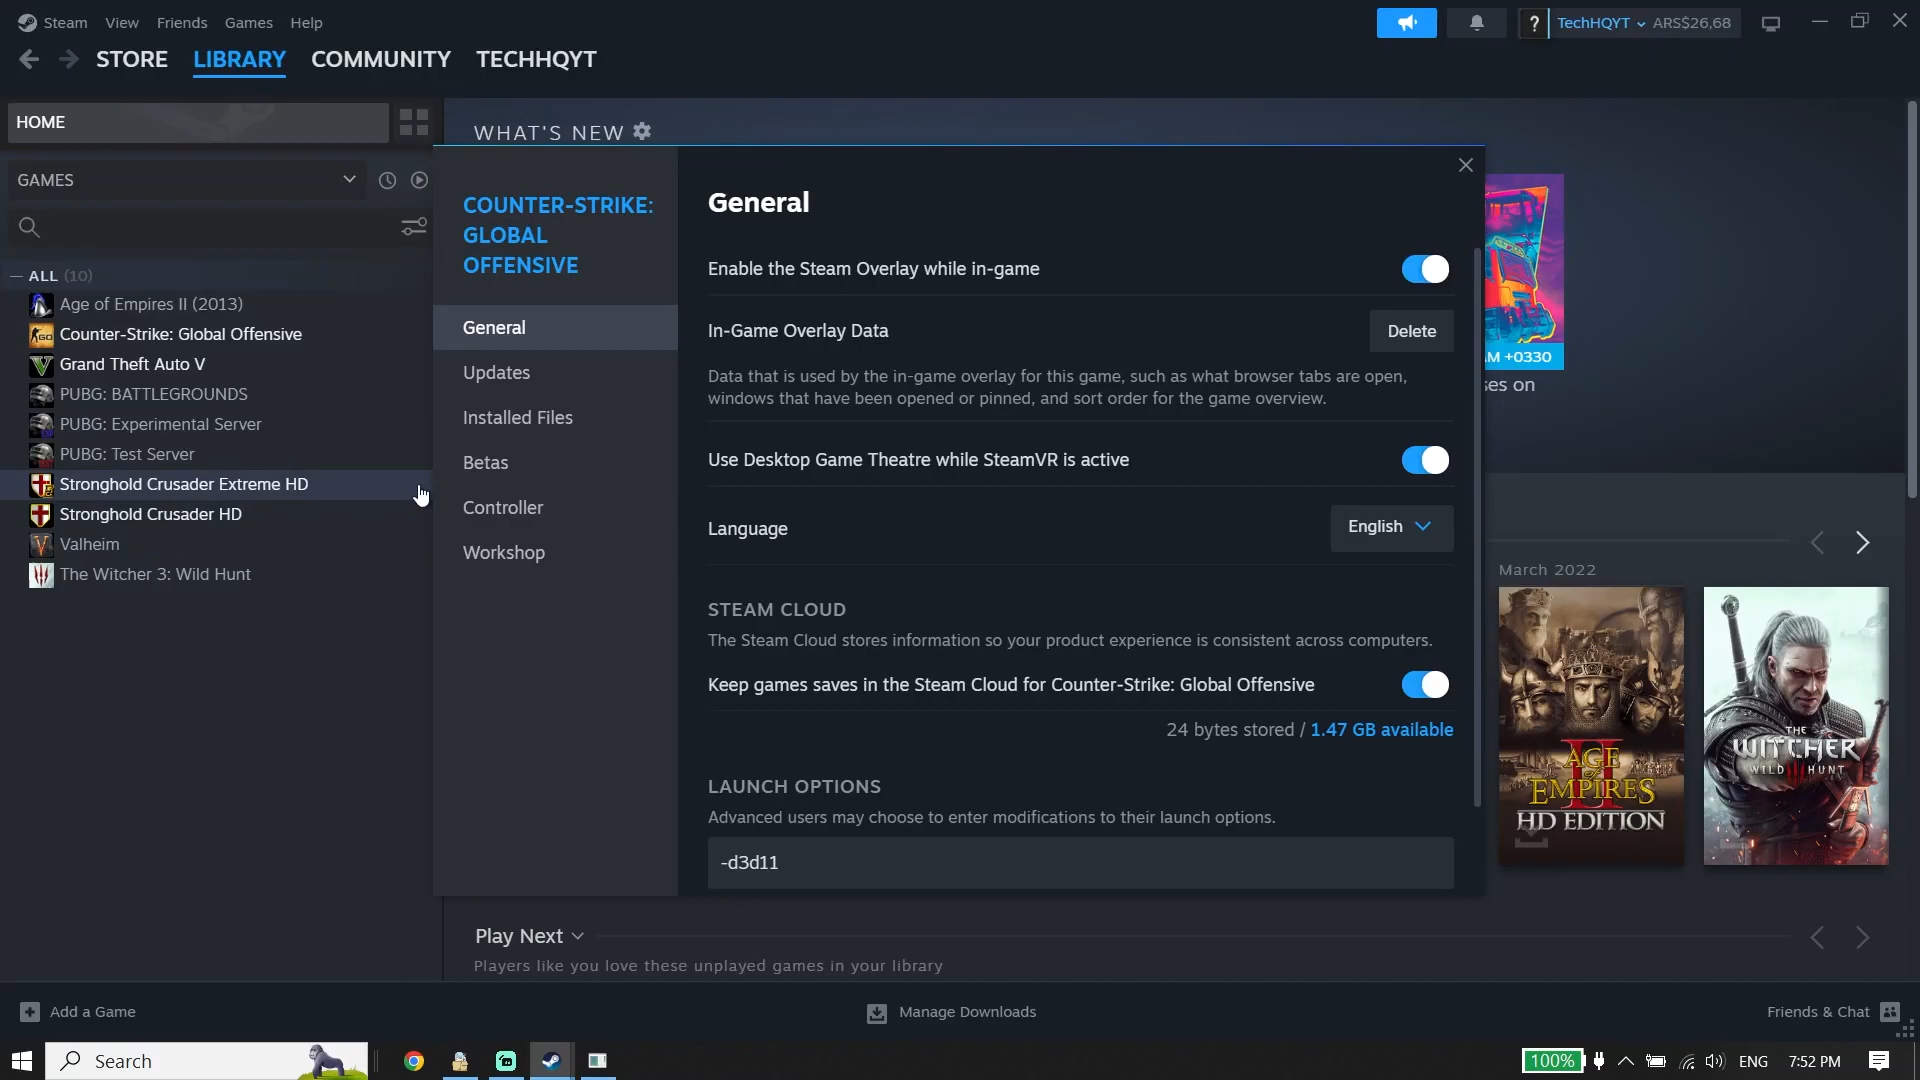 Steam View Friends Games Help
? TechHQYT ARS$26,68
STORE LIBRARY COMMUNITY TECHHQYT
HOME
WHAT'S NEW
GAMES
— ALL (10)
Age of Empires II (2013)
Counter-Strike: Global Offensive
Grand Theft Auto V
PUBG: BATTLEGROUNDS
PUBG: Experimental Server
PUBG: Test Server
Stronghold Crusader Extreme HD
Stronghold Crusader HD
Valheim
The Witcher 3: Wild Hunt
COUNTER-STRIKE:
GLOBAL
OFFENSIVE
General
Updates
Installed Files
Betas
Controller
Workshop
General
Enable the Steam Overlay while in-game
In-Game Overlay Data
Delete
Data that is used by the in-game overlay for this game, such as what browser tabs are open,
windows that have been opened or pinned, and sort order for the game overview.
Use Desktop Game Theatre while SteamVR is active
Language
English
STEAM CLOUD
The Steam Cloud stores information so your product experience is consistent across computers.
Keep games saves in the Steam Cloud for Counter-Strike: Global Offensive
24 bytes stored / 1.47 GB available
LAUNCH OPTIONS
Advanced users may choose to enter modifications to their launch options.
-d3d11
M +0330
ses on
March 2022
AGE
of
EMPIRES
II
HD EDITION
THE
WITCHER
WILD HUNT
Play Next
Players like you love these unplayed games in your library
Add a Game
Manage Downloads
Friends & Chat
Search
100%
ENG
7:52 PM